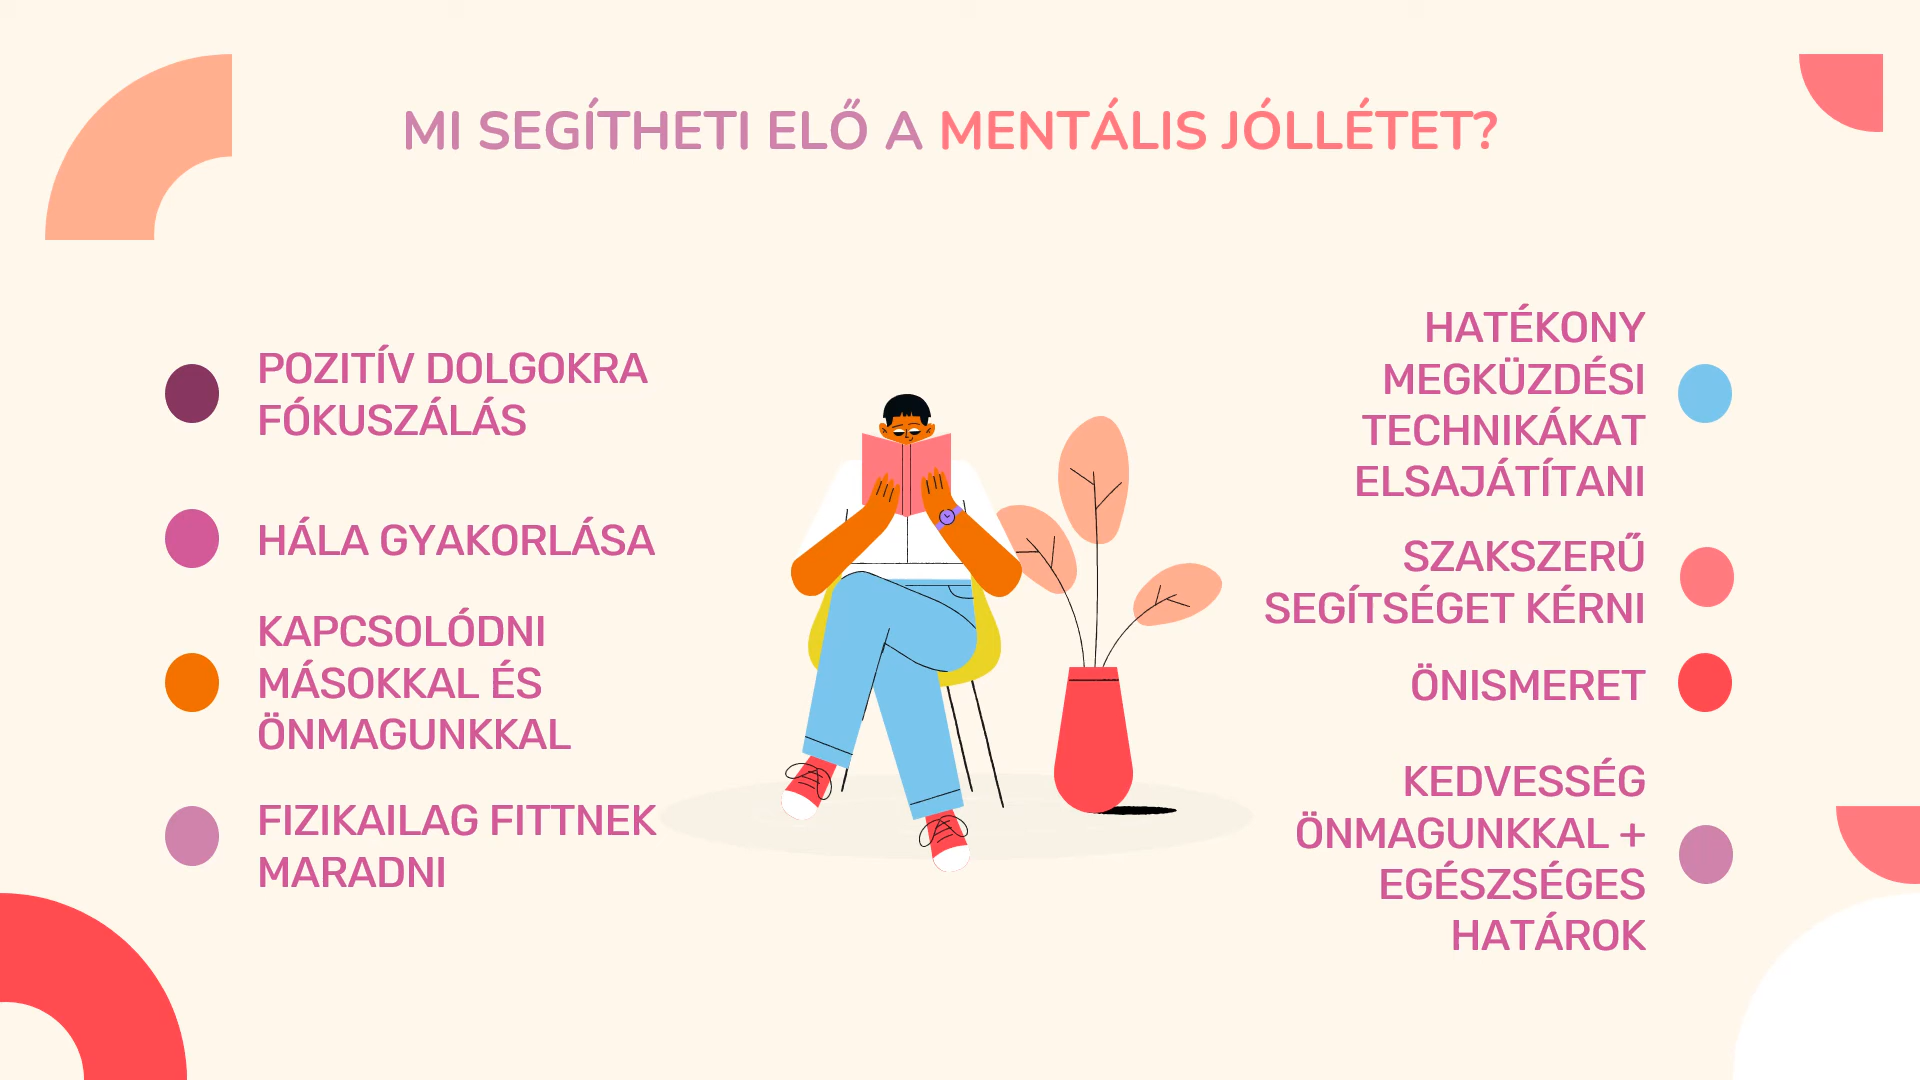 MI SEGÍTHETI ELŐ A MENTÁLIS JÓLLÉTET?
POZITÍV DOLGOKRA
FÓKUSZÁLÁS
HÁLA GYAKORLÁSA
KAPCSOLÓDNI
MÁSOKKAL ÉS
ÖNMAGUNKKAL
FIZIKAILAG FITTNEK
MARADNI
HATÉKONY
MEGKÜZDÉSI
TECHNIKÁKAT
ELSAJÁTÍTANI
SZAKSZERŰ
SEGÍTSÉGET KÉRNI
ÖNISMERET
KEDVESSÉG
ÖNMAGUNKKAL +
EGÉSZSÉGES
HATÁROK